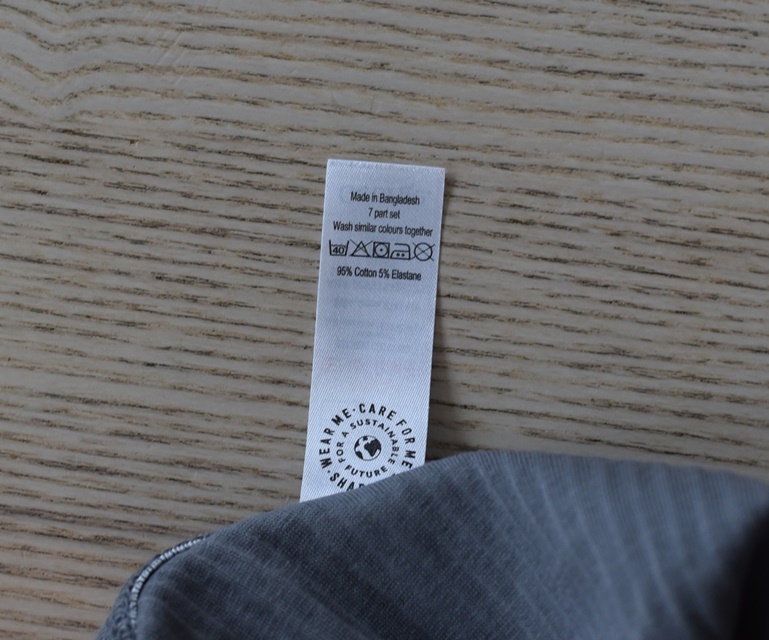 Made in Bangladesh
7 part set
Wash similar colours together
40
95% Cotton 5% Elastane
WEAR ME · CARE FOR ME ·
FOR A SUSTAINABLE
FUTURE